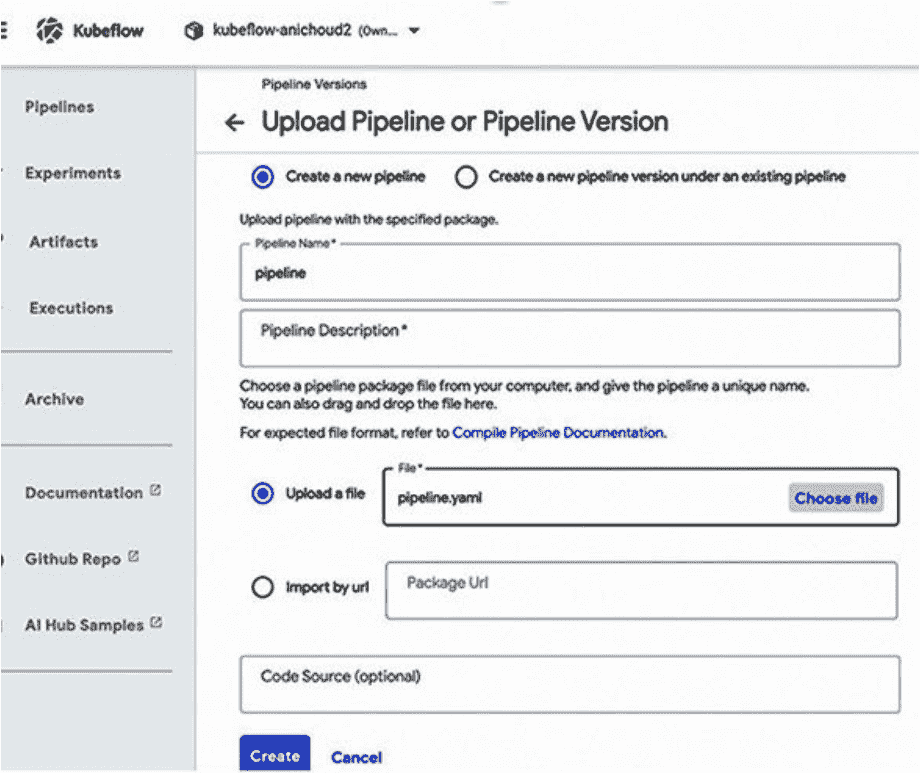 Kubeflow
kubeflow-anichoud2 (Own...
Pipelines
Experiments
Artifacts
Executions
Archive
Documentation
Github Repo
AI Hub Samples
Pipeline Versions
Upload Pipeline or Pipeline Version
Create a new pipeline
Create a new pipeline version under an existing pipeline
Upload pipeline with the specified package.
Pipeline Name*
pipeline
Pipeline Description*
Choose a pipeline package file from your computer, and give the pipeline a unique name.
You can also drag and drop the file here.
For expected file format, refer to Compile Pipeline Documentation.
Upload a file
File*
pipeline.yaml
Choose file
Import by url
Package Url
Code Source (optional)
Create
Cancel